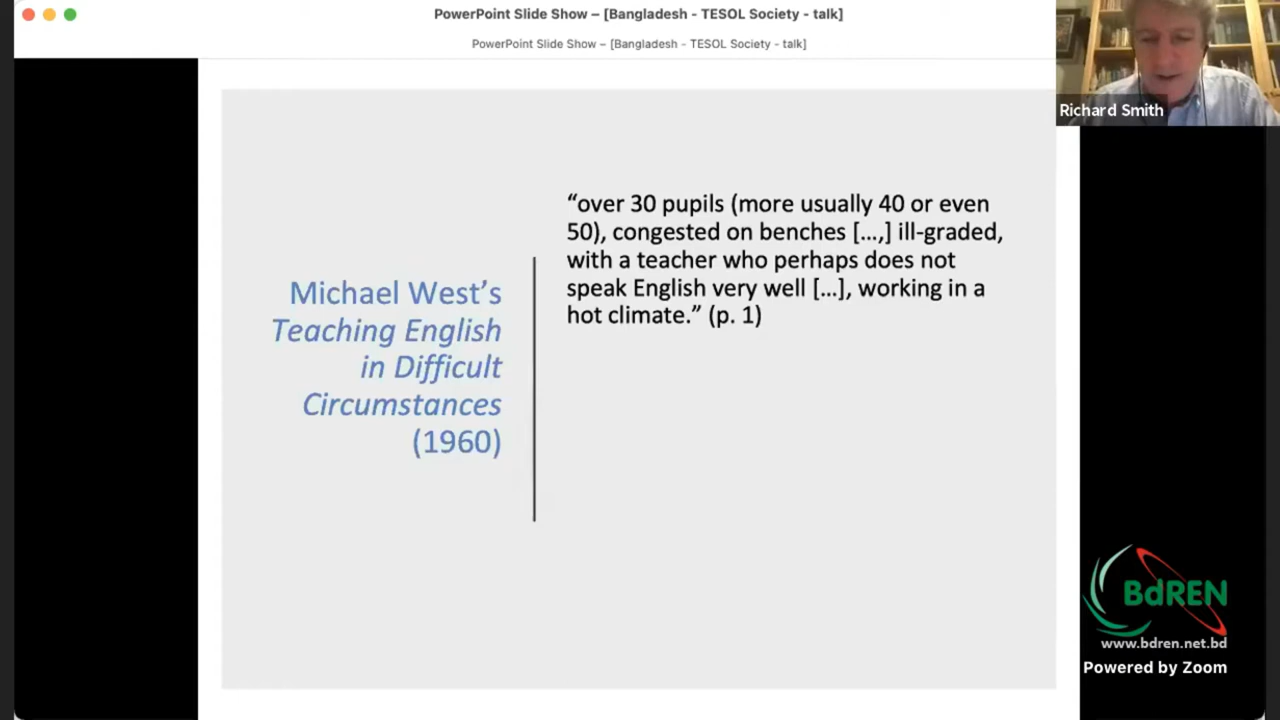 PowerPoint Slide Show – [Bangladesh - TESOL Society - talk]
PowerPoint Slide Show – [Bangladesh - TESOL Society - talk]
Richard Smith
Michael West’s
Teaching English
in Difficult
Circumstances
(1960)
“over 30 pupils (more usually 40 or even
50), congested on benches […,] ill-graded,
with a teacher who perhaps does not
speak English very well […], working in a
hot climate.” (p. 1)
BdREN
www.bdren.net.bd
Powered by Zoom